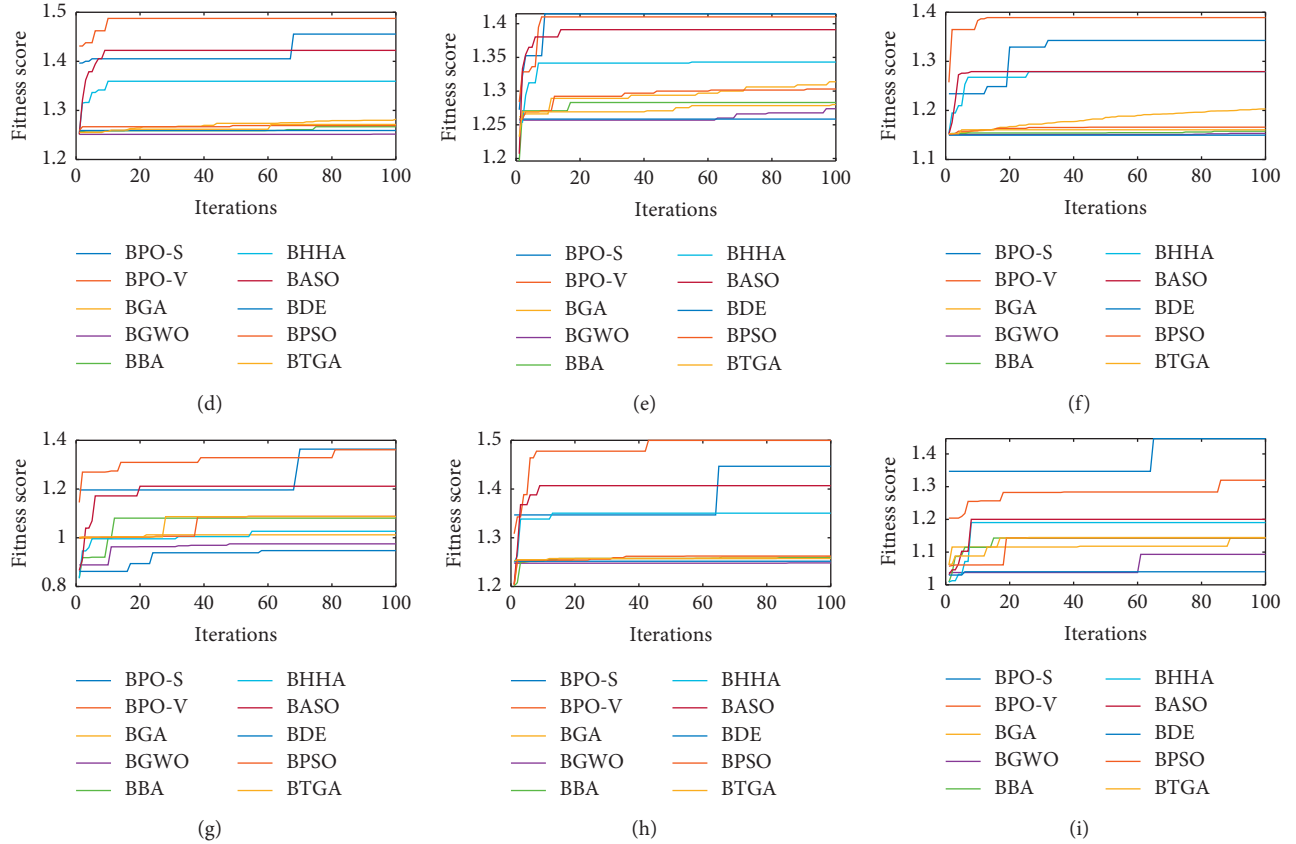 1.5
1.4
1.3
1.2
Fitness score
0 20 40 60 80 100
Iterations
BPO-S BHHA
BPO-V BASO
BGA BDE
BGWO BPSO
BBA BTGA
(d)
1.4
1.35
1.3
1.25
1.2
Fitness score
0 20 40 60 80 100
Iterations
BPO-S BHHA
BPO-V BASO
BGA BDE
BGWO BPSO
BBA BTGA
(e)
1.4
1.3
1.2
1.1
Fitness score
0 20 40 60 80 100
Iterations
BPO-S BHHA
BPO-V BASO
BGA BDE
BGWO BPSO
BBA BTGA
(f)
1.4
1.2
1
0.8
Fitness score
0 20 40 60 80 100
Iterations
BPO-S BHHA
BPO-V BASO
BGA BDE
BGWO BPSO
BBA BTGA
(g)
1.5
1.4
1.3
1.2
Fitness score
0 20 40 60 80 100
Iterations
BPO-S BHHA
BPO-V BASO
BGA BDE
BGWO BPSO
BBA BTGA
(h)
1.4
1.3
1.2
1.1
1
Fitness score
0 20 40 60 80 100
Iterations
BPO-S BHHA
BPO-V BASO
BGA BDE
BGWO BPSO
BBA BTGA
(i)